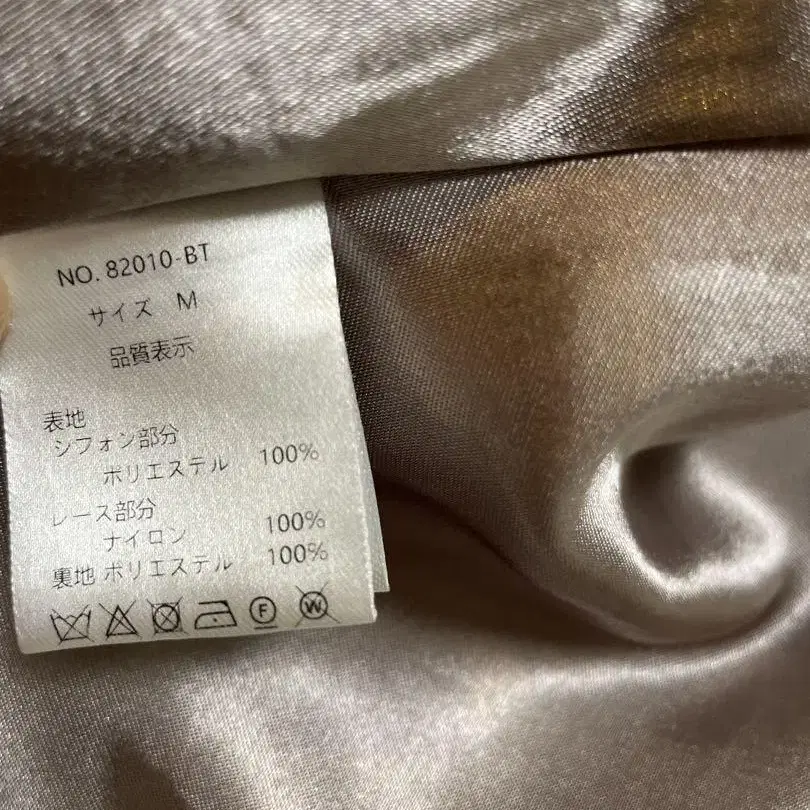 NO. 82010-BT
サイズ M
品質表示
表地
シフォン部分
ポリエステル 100%
レース部分
ナイロン 100%
裏地 ポリエステル 100%
F W